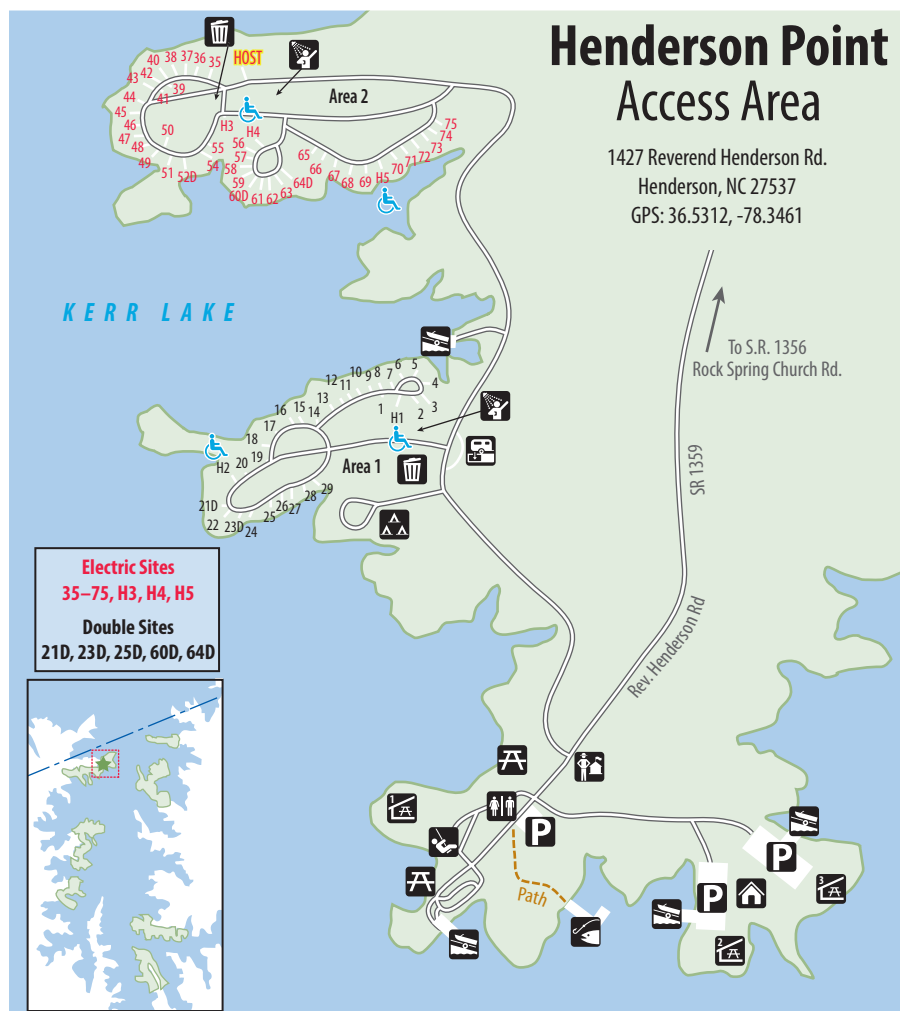 Henderson Point
Access Area
1427 Reverend Henderson Rd.
Henderson, NC 27537
GPS: 36.5312, -78.3461
HOST
Area 2
40
38
37
36
35
43
42
39
41
44
45
46
47
48
49
50
51
52D
54
55
H3
H4
56
57
58
59
60D
61
62
63
64D
65
66
67
68
69
H5
70
71
72
73
74
75
KERR LAKE
To S.R. 1356
Rock Spring Church Rd.
SR 1359
Rev. Henderson Rd
12
11
10
9
8
7
6
5
4
3
2
1
H1
13
14
15
16
17
18
19
20
H2
Area 1
21D
22
23D
24
25
26
27
28
29
Electric Sites
35–75, H3, H4, H5
Double Sites
21D, 23D, 25D, 60D, 64D
1
P
Path
P
P
2
3